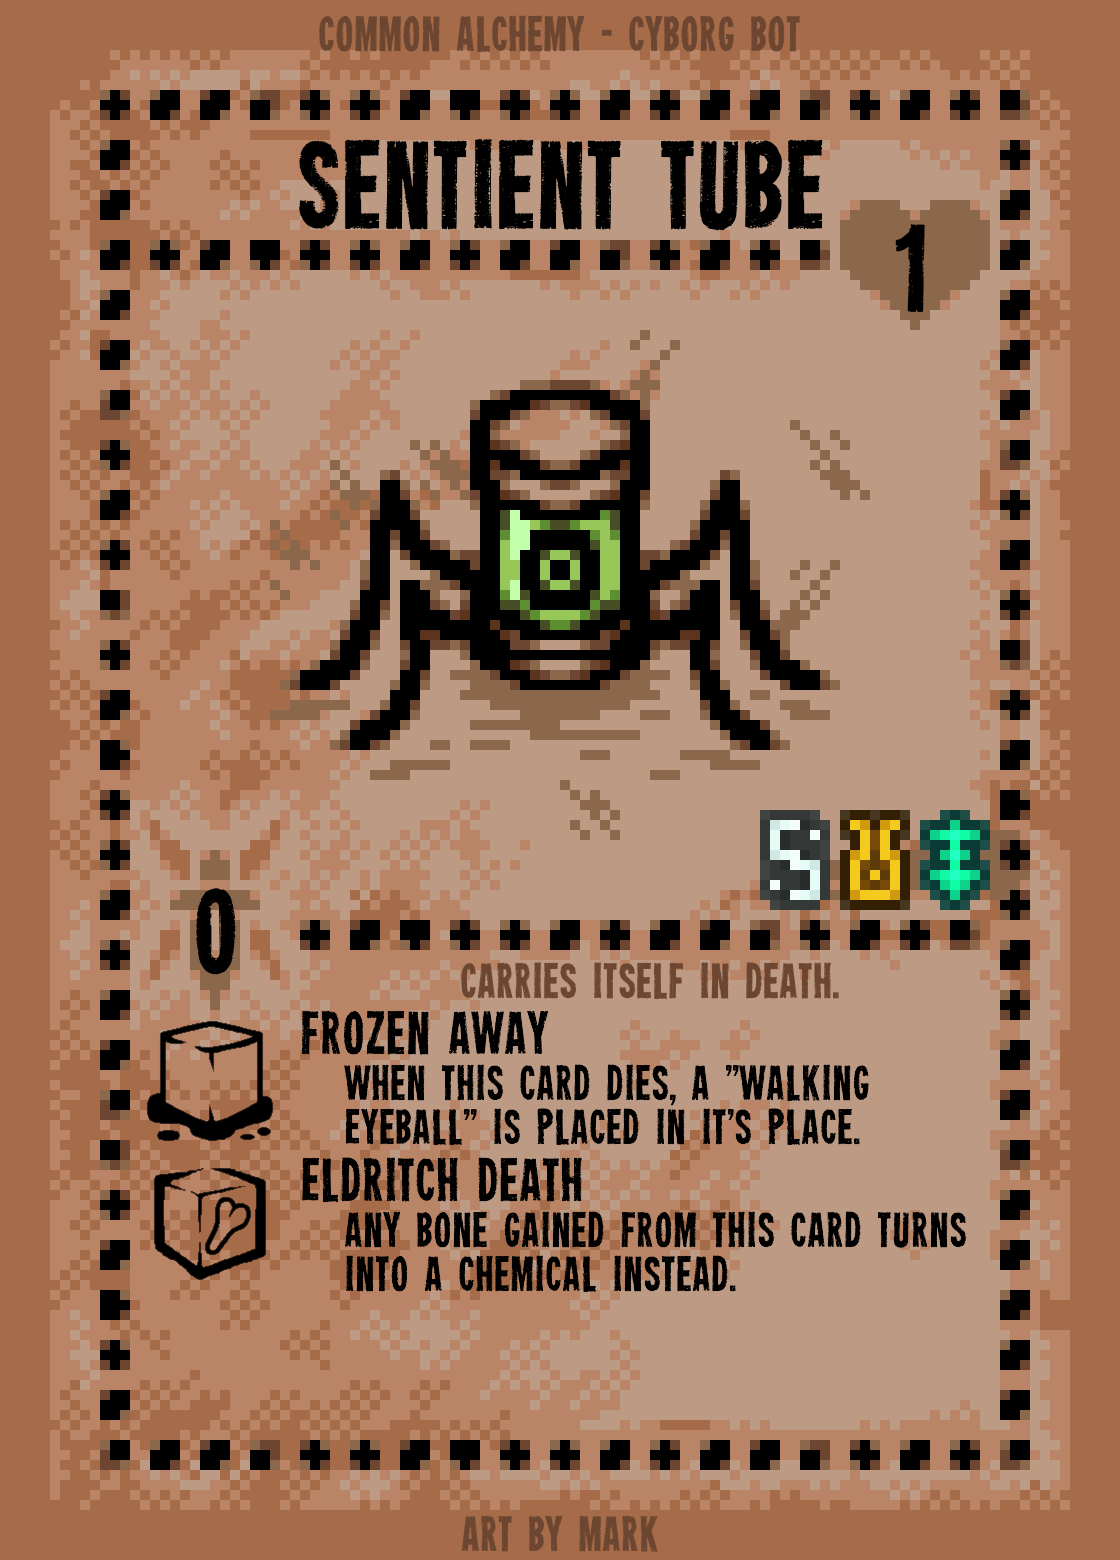 COMMON ALCHEMY - CYBORG BOT
SENTIENT TUBE
1
0
CARRIES ITSELF IN DEATH.
FROZEN AWAY
WHEN THIS CARD DIES, A "WALKING
EYEBALL" IS PLACED IN IT'S PLACE.
ELDRITCH DEATH
ANY BONE GAINED FROM THIS CARD TURNS
INTO A CHEMICAL INSTEAD.
ART BY MARK